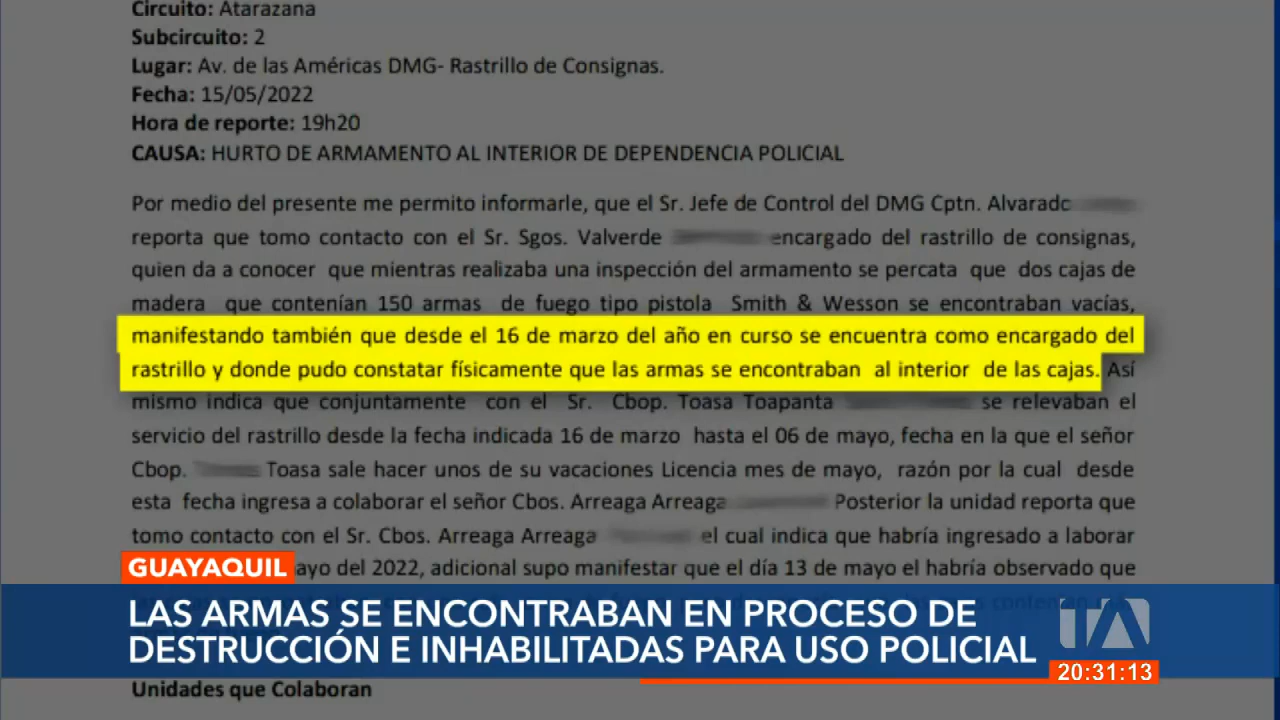 Circuito: Atarazana
Subcircuito: 2
Lugar: Av. de las Américas DMG- Rastrillo de Consignas.
Fecha: 15/05/2022
Hora de reporte: 19h20
CAUSA: HURTO DE ARMAMENTO AL INTERIOR DE DEPENDENCIA POLICIAL
Por medio del presente me permito informarle, que el Sr. Jefe de Control del DMG Cptn. Alvarado
reporta que tomo contacto con el Sr. Sgos. Valverde encargado del rastrillo de consignas,
quien da a conocer que mientras realizaba una inspección del armamento se percata que dos cajas de
madera que contenían 150 armas de fuego tipo pistola Smith & Wesson se encontraban vacías,
manifestando también que desde el 16 de marzo del año en curso se encuentra como encargado del
rastrillo y donde pudo constatar físicamente que las armas se encontraban al interior de las cajas. Así
mismo indica que conjuntamente con el Sr. Cbop. Toasa Toapanta se relevaban el
servicio del rastrillo desde la fecha indicada 16 de marzo hasta el 06 de mayo, fecha en la que el señor
Cbop. Toasa sale hacer unos de su vacaciones Licencia mes de mayo, razón por la cual desde
esta fecha ingresa a colaborar el señor Cbos. Arreaga Arreaga Posterior la unidad reporta que
tomo contacto con el Sr. Cbos. Arreaga Arreaga el cual indica que habría ingresado a laborar
ayo del 2022, adicional supo manifestar que el día 13 de mayo el habría observado que
GUAYAQUIL
LAS ARMAS SE ENCONTRABAN EN PROCESO DE
DESTRUCCIÓN E INHABILITADAS PARA USO POLICIAL
20:31:13
Unidades que Colaboran